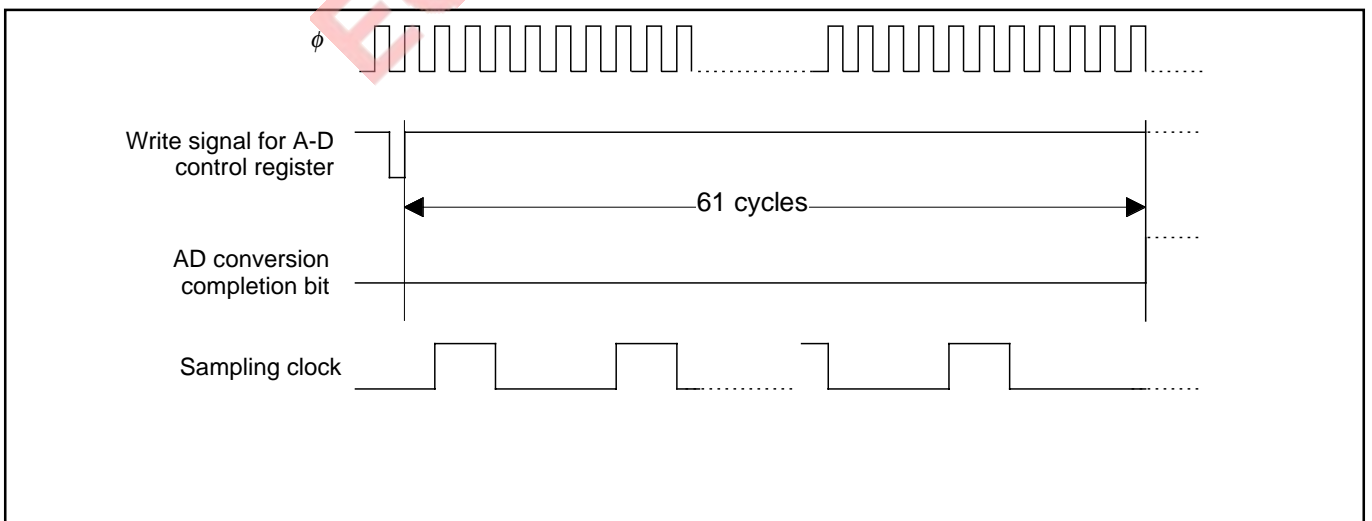 ϕ
Write signal for A-D
control register
61 cycles
AD conversion
completion bit
Sampling clock